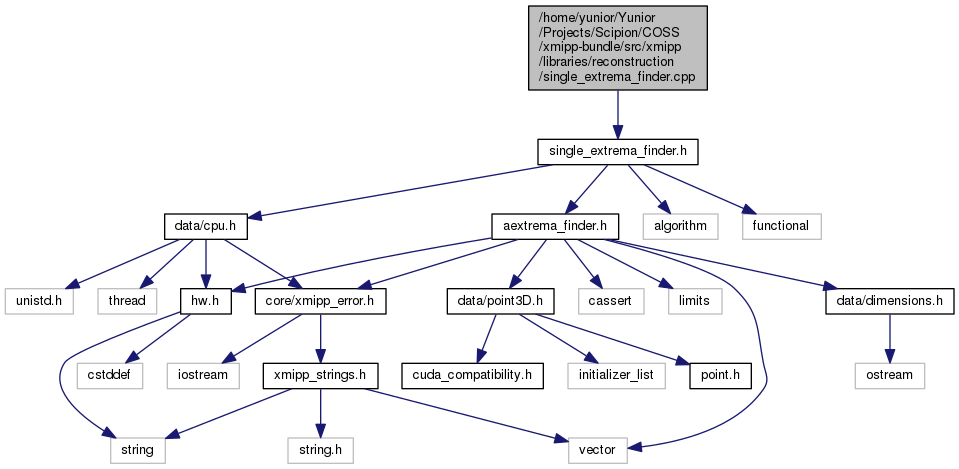 /home/yunior/Yunior
/Projects/Scipion/COSS
/xmipp-bundle/src/xmipp
/libraries/reconstruction
/single_extrema_finder.cpp
single_extrema_finder.h
data/cpu.h
aextrema_finder.h
algorithm
functional
unistd.h
thread
hw.h
core/xmipp_error.h
data/point3D.h
cassert
limits
data/dimensions.h
cstddef
iostream
xmipp_strings.h
cuda_compatibility.h
initializer_list
point.h
ostream
string
string.h
vector